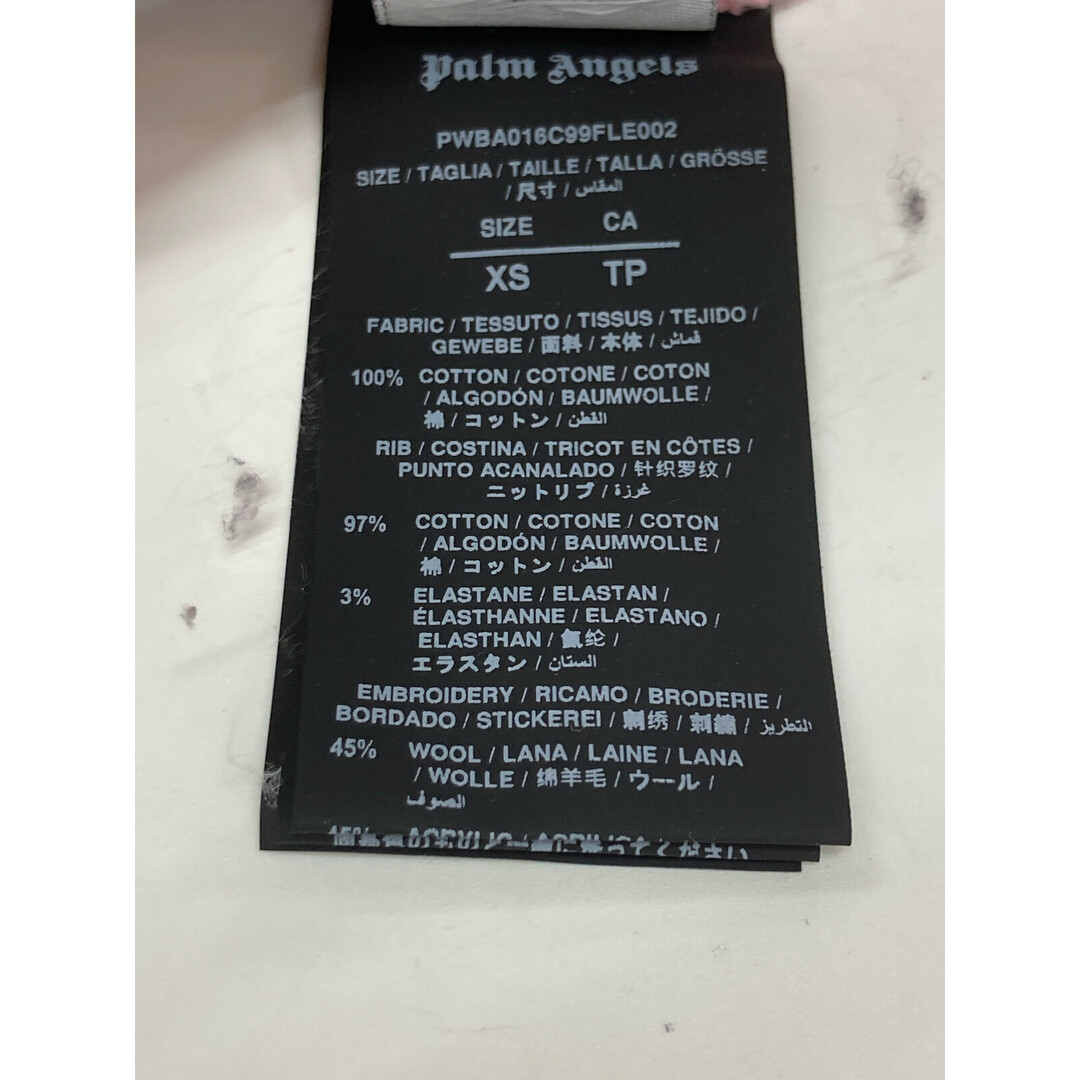 Palm Angels
PWBA016C99FLE002
SIZE / TAGLIA / TAILLE / TALLA / GRÖSSE
/ 尺寸 / المقاس
SIZE CA
XS TP
FABRIC / TESSUTO / TISSUS / TEJIDO /
GEWEBE / 面料 / 本体 / قماش
100% COTTON / COTONE / COTON
/ ALGODÓN / BAUMWOLLE /
棉 / コットン / القطن
RIB / COSTINA / TRICOT EN CÔTES /
PUNTO ACANALADO / 针织罗纹 /
ニットリブ / غرزة
97% COTTON / COTONE / COTON
/ ALGODÓN / BAUMWOLLE /
棉 / コットン / القطن
3% ELASTANE / ELASTAN /
ÉLASTHANNE / ELASTANO /
ELASTHAN / 氨纶 /
エラスタン / الستان
EMBROIDERY / RICAMO / BRODERIE /
BORDADO / STICKEREI / 刺绣 / 刺繍 / التطريز
45% WOOL / LANA / LAINE / LANA
/ WOLLE / 绵羊毛 / ウール /
الصوف